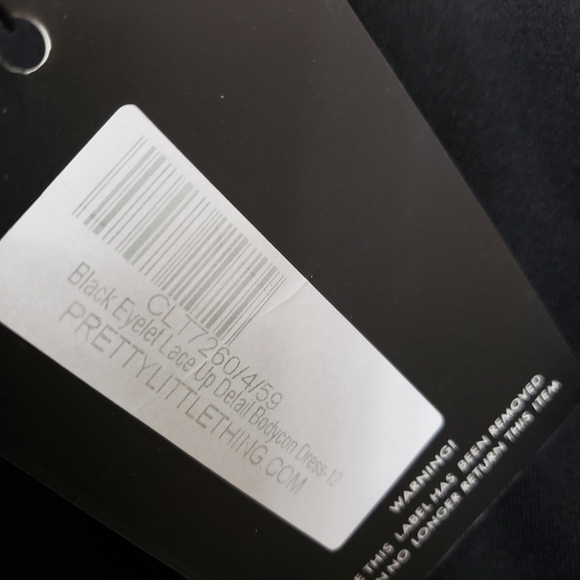 CLT7260/4/59
Black Eyelet Lace Up Detail Bodycon Dress-12
PRETTYLITTLETHING.COM
WARNING!
THIS LABEL HAS BEEN REMOVED
NO LONGER RETURN THIS ITEM